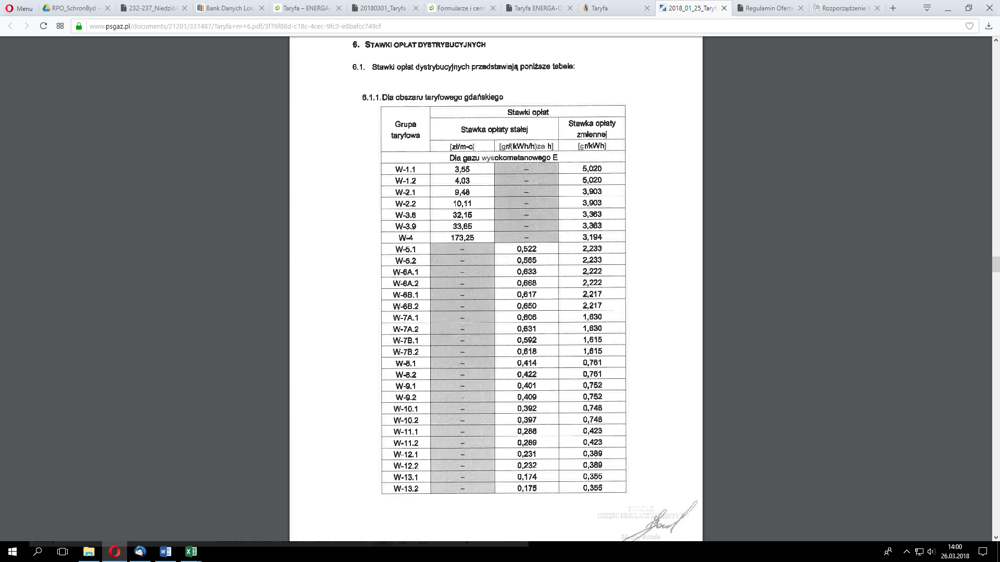 Menu
RPO_SchronByd –
232-237_Niedziół
Bank Danych Loka
Taryfa – ENERGA-
20180301_Taryfa
Formularze i cenn
Taryfa ENERGA-O
Taryfa
2018_01_25_Taryf
Regulamin Oferta
Rozporządzenie M
www.psgaz.pl/documents/21201/331487/Taryfa+nr+6.pdf/3f76f88d-c18c-4cec-9fc3-e8bafcc749cf
6. STAWKI OPŁAT DYSTRYBUCYJNYCH
6.1. Stawki opłat dystrybucyjnych przedstawiają poniższe tabele:
6.1.1. Dla obszaru taryfowego gdańskiego
Grupa taryfowa
Stawki opłat
Stawka opłaty stałej
Stawka opłaty zmiennej
[zł/m-c] [gr/(kWh/h)za h] [gr/kWh]
Dla gazu wysokometanowego E
W-1.1 3,55 – 5,020
W-1.2 4,03 – 5,020
W-2.1 9,48 – 3,903
W-2.2 10,11 – 3,903
W-3.6 32,15 – 3,363
W-3.9 33,65 – 3,363
W-4 173,25 – 3,194
W-5.1 – 0,522 2,233
W-5.2 – 0,565 2,233
W-6A.1 – 0,633 2,222
W-6A.2 – 0,668 2,222
W-6B.1 – 0,617 2,217
W-6B.2 – 0,650 2,217
W-7A.1 – 0,606 1,630
W-7A.2 – 0,631 1,630
W-7B.1 – 0,592 1,615
W-7B.2 – 0,618 1,615
W-8.1 – 0,414 0,761
W-8.2 – 0,422 0,761
W-9.1 – 0,401 0,752
W-9.2 – 0,409 0,752
W-10.1 – 0,392 0,748
W-10.2 – 0,397 0,748
W-11.1 – 0,288 0,423
W-11.2 – 0,289 0,423
W-12.1 – 0,231 0,389
W-12.2 – 0,232 0,389
W-13.1 – 0,174 0,355
W-13.2 – 0,175 0,355
URZĘDU REGULACJI
Bando
14:00
26.03.2018